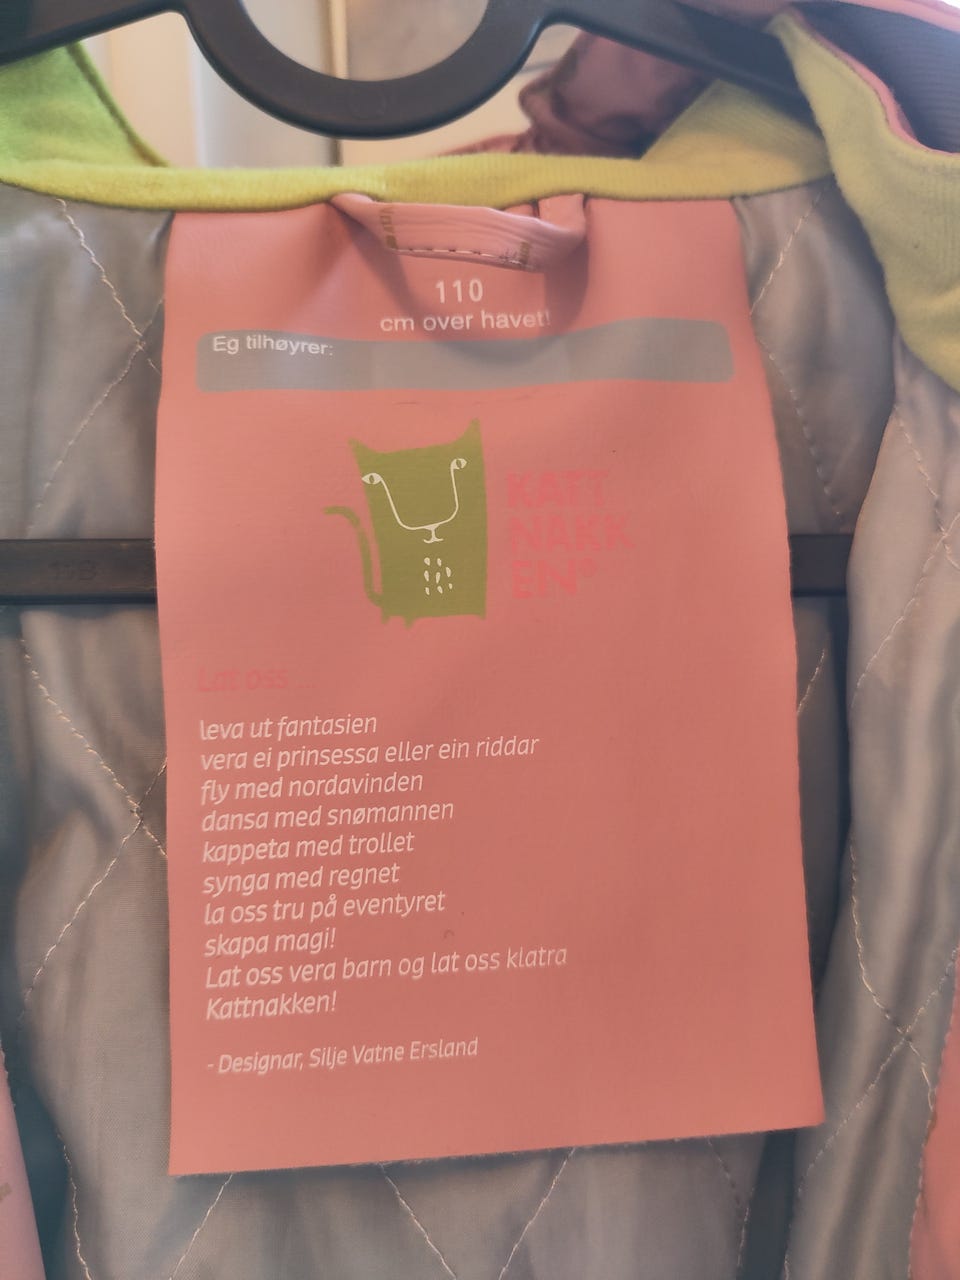 110
cm over havet!
Eg tilhøyrer:
KATT
NAKK
EN®
Lat oss ...
leva ut fantasien
vera ei prinsessa eller ein riddar
fly med nordavinden
dansa med snømannen
kappeta med trollet
synga med regnet
la oss tru på eventyret
skapa magi!
Lat oss vera barn og lat oss klatra
Kattnakken!
- Designar, Silje Vatne Ersland